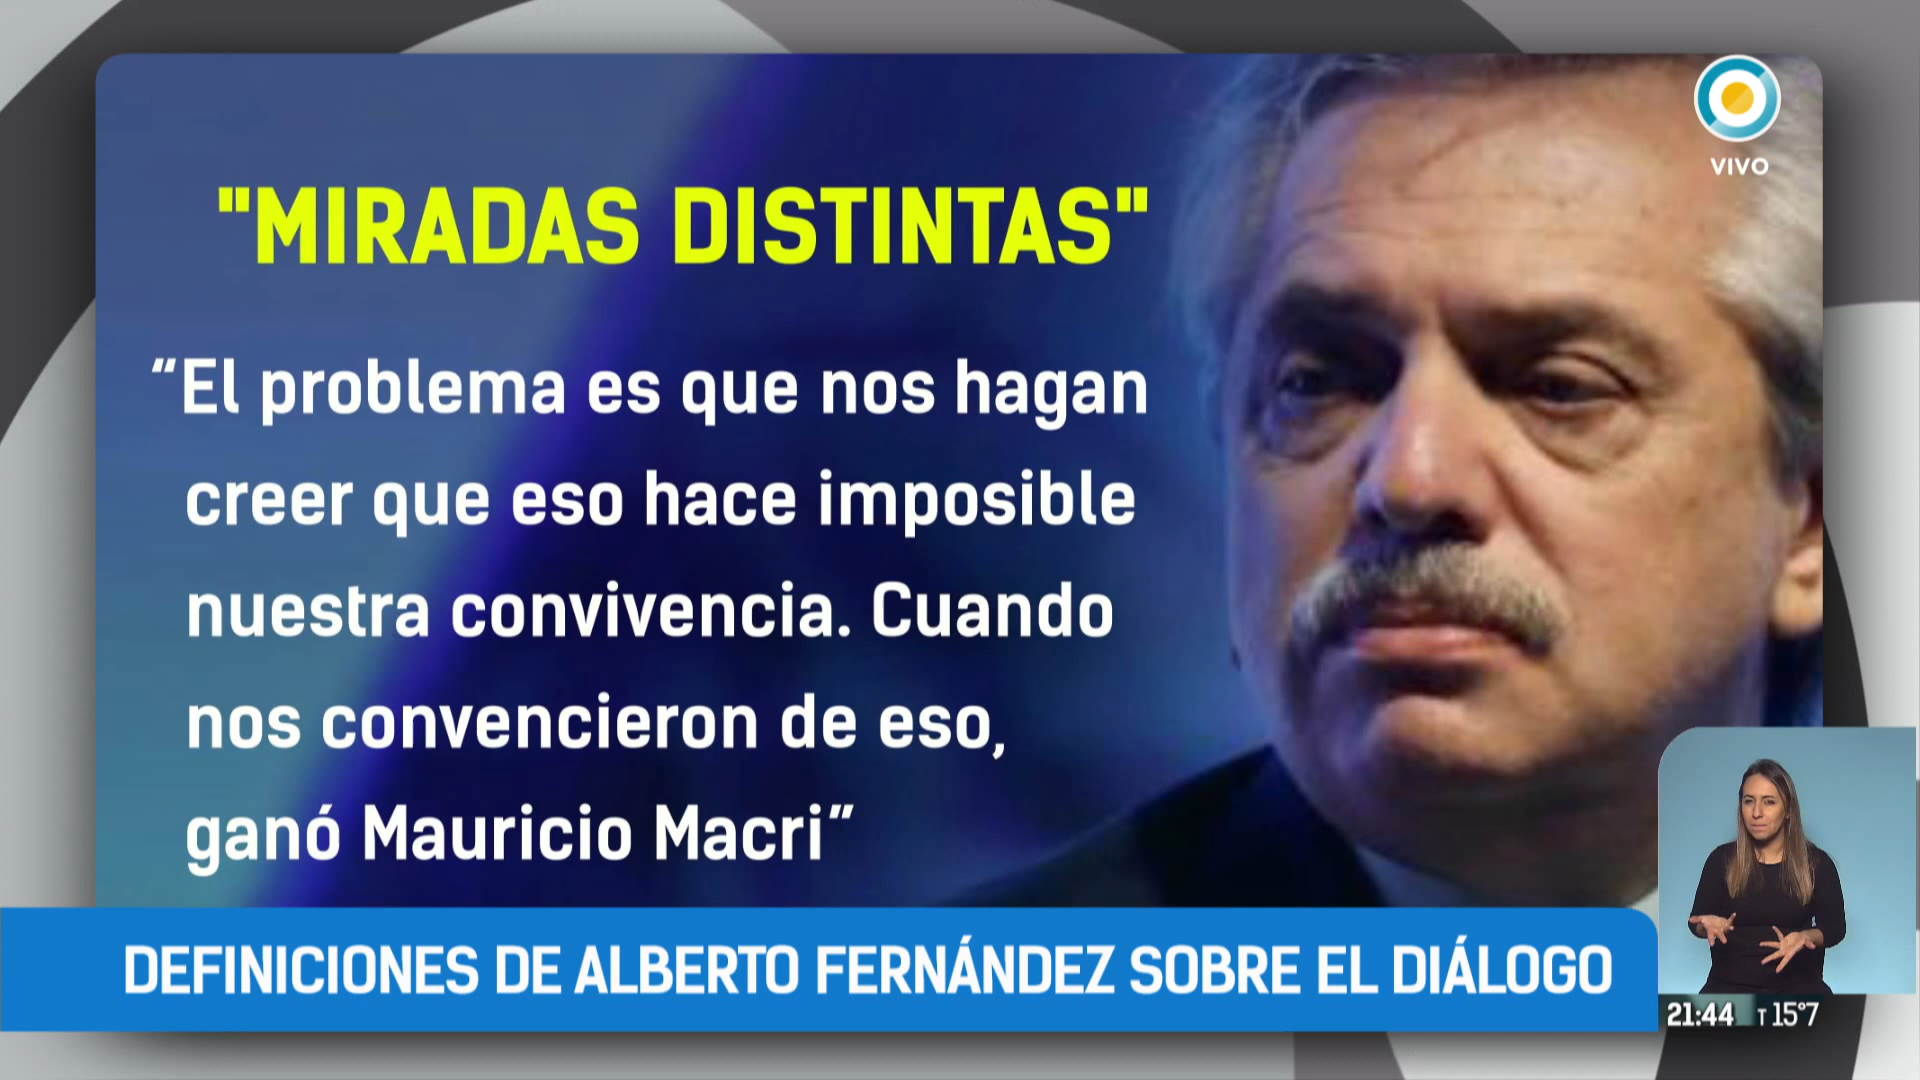 VIVO
"MIRADAS DISTINTAS"
“El problema es que nos hagan
creer que eso hace imposible
nuestra convivencia. Cuando
nos convencieron de eso,
ganó Mauricio Macri”
DEFINICIONES DE ALBERTO FERNÁNDEZ SOBRE EL DIÁLOGO
21:44 T 15°7